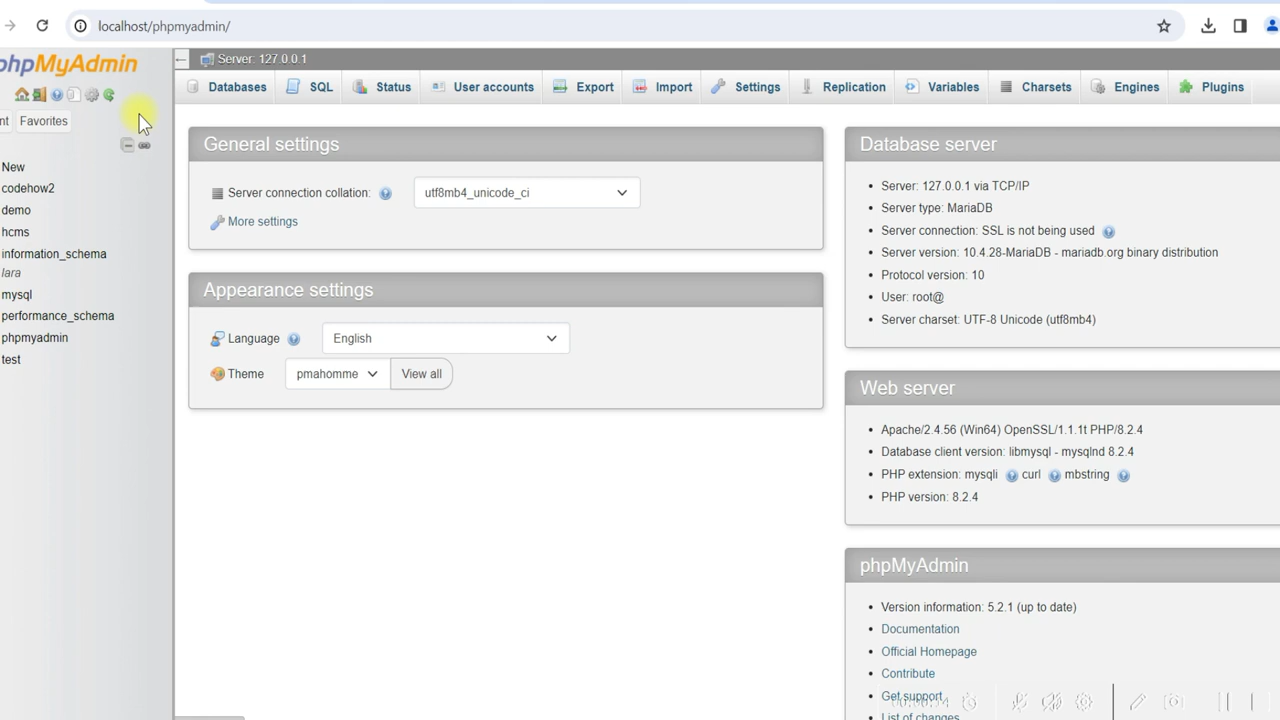 localhost/phpmyadmin/
phpMyAdmin
nt Favorites
New
codehow2
demo
hcms
information_schema
lara
mysql
performance_schema
phpmyadmin
test
Server: 127.0.0.1
Databases SQL Status User accounts Export Import Settings Replication Variables Charsets Engines Plugins
General settings
Server connection collation: utf8mb4_unicode_ci
More settings
Appearance settings
Language English
Theme pmahomme View all
Database server
• Server: 127.0.0.1 via TCP/IP
• Server type: MariaDB
• Server connection: SSL is not being used
• Server version: 10.4.28-MariaDB - mariadb.org binary distribution
• Protocol version: 10
• User: root@
• Server charset: UTF-8 Unicode (utf8mb4)
Web server
• Apache/2.4.56 (Win64) OpenSSL/1.1.1t PHP/8.2.4
• Database client version: libmysql - mysqlnd 8.2.4
• PHP extension: mysqli curl mbstring
• PHP version: 8.2.4
phpMyAdmin
• Version information: 5.2.1 (up to date)
• Documentation
• Official Homepage
• Contribute
• Get support
• List of changes